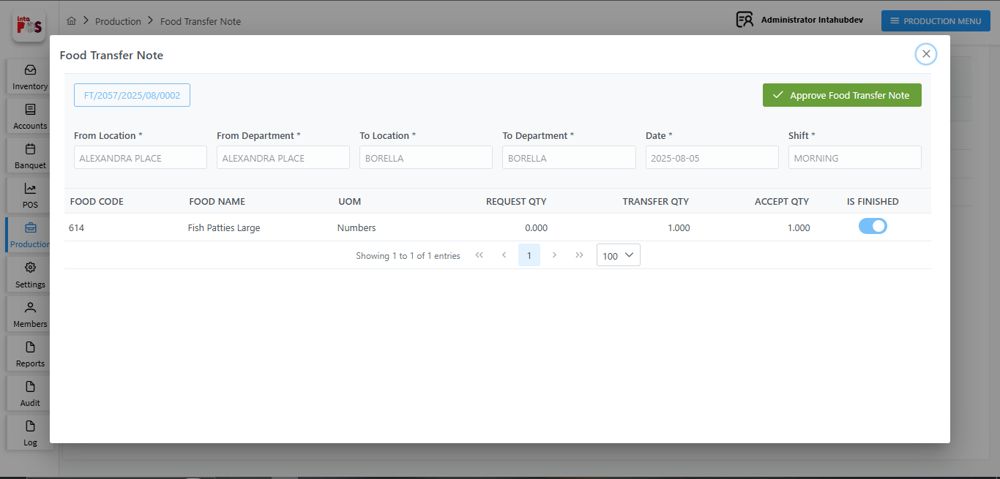 Inta
POS
Production
Food Transfer Note
Administrator Intahubdev
PRODUCTION MENU
Inventory
Accounts
Banquet
POS
Production
Settings
Members
Reports
Audit
Log
Food Transfer Note
FT/2057/2025/08/0002
Approve Food Transfer Note
From Location * From Department * To Location * To Department * Date * Shift *
ALEXANDRA PLACE ALEXANDRA PLACE BORELLA BORELLA 2025-08-05 MORNING
FOOD CODE FOOD NAME UOM REQUEST QTY TRANSFER QTY ACCEPT QTY IS FINISHED
614 Fish Patties Large Numbers 0.000 1.000 1.000
Showing 1 to 1 of 1 entries 1 100